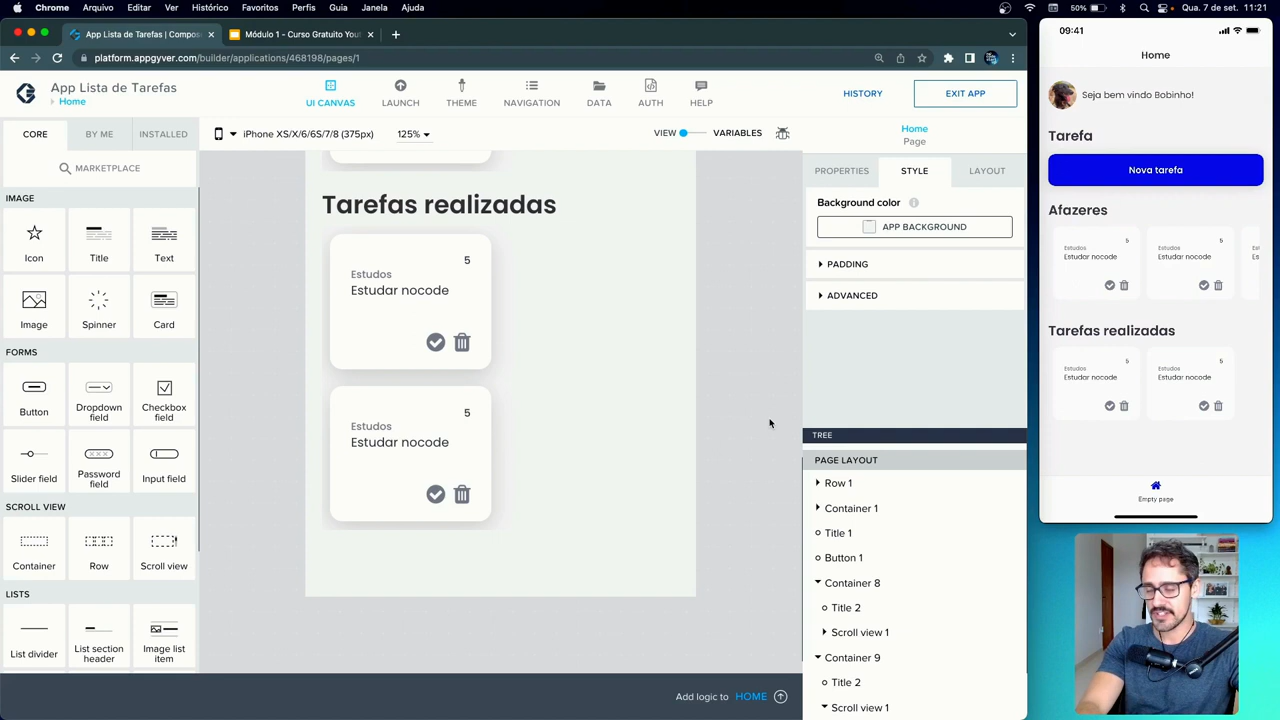 Chrome Arquivo Editar Ver Histórico Favoritos Perfis Guia Janela Ajuda
50% Qua. 7 de set. 11:21
App Lista de Tarefas | Compos
Módulo 1 - Curso Gratuito Yout
platform.appgyver.com/builder/applications/468198/pages/1
App Lista de Tarefas
Home
UI CANVAS
LAUNCH
THEME
NAVIGATION
DATA
AUTH
HELP
HISTORY
EXIT APP
CORE
BY ME
INSTALLED
iPhone XS/X/6/6S/7/8 (375px)
125%
VIEW
VARIABLES
Home
Page
MARKETPLACE
PROPERTIES
STYLE
LAYOUT
IMAGE
Icon
Title
Text
Image
Spinner
Card
FORMS
Button
Dropdown field
Checkbox field
Slider field
Password field
Input field
SCROLL VIEW
Container
Row
Scroll view
LISTS
List divider
List section header
Image list item
Tarefas realizadas
5
Estudos
Estudar nocode
5
Estudos
Estudar nocode
Background color
APP BACKGROUND
PADDING
ADVANCED
TREE
PAGE LAYOUT
Row 1
Container 1
Title 1
Button 1
Container 8
Title 2
Scroll view 1
Container 9
Title 2
Scroll view 1
Add logic to HOME
09:41
Home
Seja bem vindo Bobinho!
Tarefa
Nova tarefa
Afazeres
5
Estudos
Estudar nocode
5
Estudos
Estudar nocode
Es
Es
Tarefas realizadas
5
Estudos
Estudar nocode
5
Estudos
Estudar nocode
Empty page